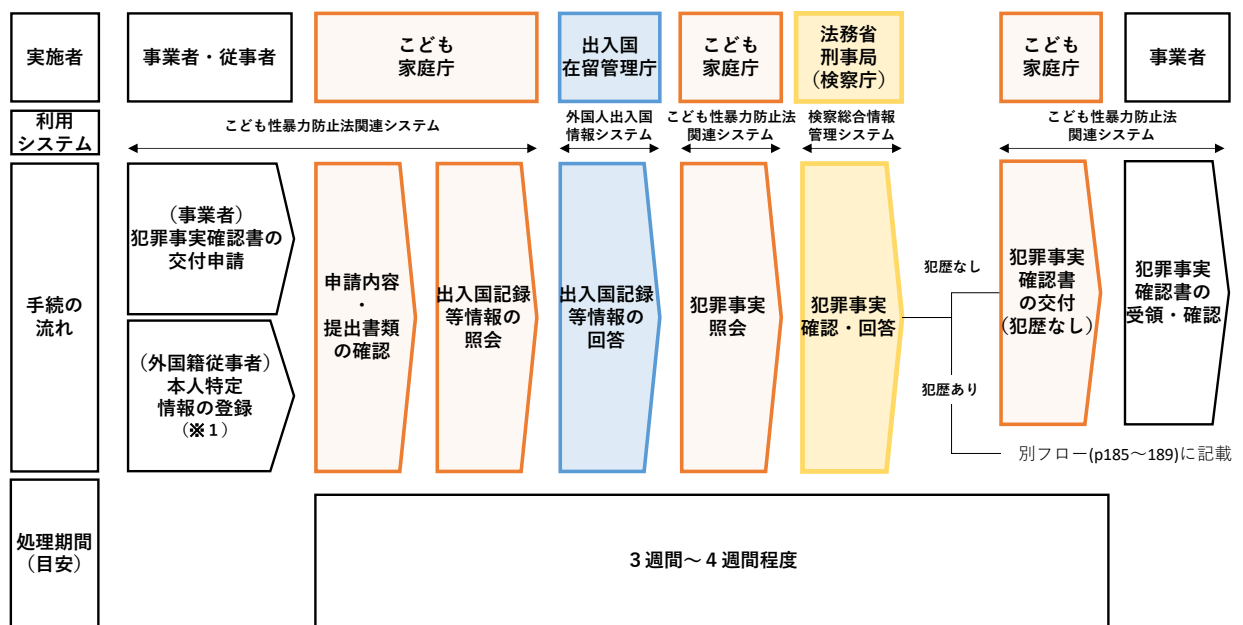 実施者
事業者・従事者
こども
家庭庁
出入国
在留管理庁
こども
家庭庁
法務省
刑事局
（検察庁）
こども
家庭庁
事業者
利用
システム
こども性暴力防止法関連システム
外国人出入国
情報システム
こども性暴力防止法
関連システム
検察総合情報
管理システム
こども性暴力防止法
関連システム
手続の
流れ
（事業者）
犯罪事実確認書の
交付申請
（外国籍従事者）
本人特定
情報の登録
（※１）
申請内容
・
提出書類
の確認
出入国記録
等情報の
照会
出入国記録
等情報の
回答
犯罪事実
照会
犯罪事実
確認・回答
犯歴なし
犯歴あり
犯罪事実
確認書
の交付
（犯歴なし）
犯罪事実
確認書の
受領・確認
別フロー(p185～189)に記載
処理期間
（目安）
３週間～４週間程度